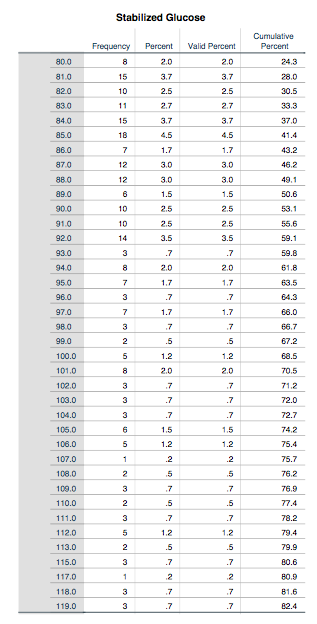 Stabilized Glucose
Frequency Percent Valid Percent Cumulative Percent
80.0 8 2.0 2.0 24.3
81.0 15 3.7 3.7 28.0
82.0 10 2.5 2.5 30.5
83.0 11 2.7 2.7 33.3
84.0 15 3.7 3.7 37.0
85.0 18 4.5 4.5 41.4
86.0 7 1.7 1.7 43.2
87.0 12 3.0 3.0 46.2
88.0 12 3.0 3.0 49.1
89.0 6 1.5 1.5 50.6
90.0 10 2.5 2.5 53.1
91.0 10 2.5 2.5 55.6
92.0 14 3.5 3.5 59.1
93.0 3 .7 .7 59.8
94.0 8 2.0 2.0 61.8
95.0 7 1.7 1.7 63.5
96.0 3 .7 .7 64.3
97.0 7 1.7 1.7 66.0
98.0 3 .7 .7 66.7
99.0 2 .5 .5 67.2
100.0 5 1.2 1.2 68.5
101.0 8 2.0 2.0 70.5
102.0 3 .7 .7 71.2
103.0 3 .7 .7 72.0
104.0 3 .7 .7 72.7
105.0 6 1.5 1.5 74.2
106.0 5 1.2 1.2 75.4
107.0 1 .2 .2 75.7
108.0 2 .5 .5 76.2
109.0 3 .7 .7 76.9
110.0 2 .5 .5 77.4
111.0 3 .7 .7 78.2
112.0 5 1.2 1.2 79.4
113.0 2 .5 .5 79.9
115.0 3 .7 .7 80.6
117.0 1 .2 .2 80.9
118.0 3 .7 .7 81.6
119.0 3 .7 .7 82.4